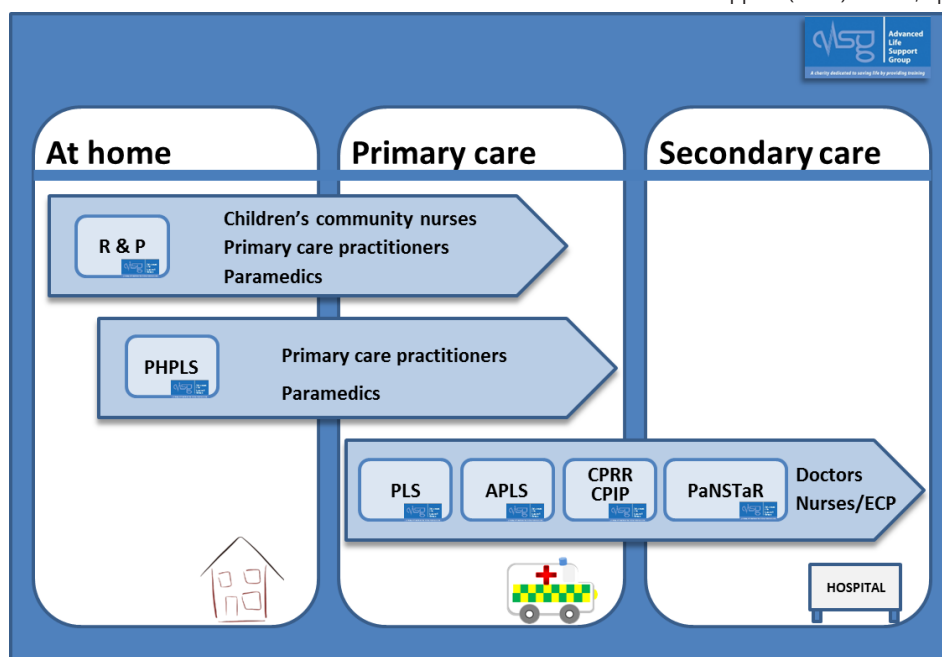 Advanced
Life
Support
Group
A charity dedicated to saving life by providing training
At home
Primary care
Secondary care
R & P
Children's community nurses
Primary care practitioners
Paramedics
PHPLS
Primary care practitioners
Paramedics
PLS
APLS
CPRR
CPIP
PaNSTaR
Doctors
Nurses/ECP
HOSPITAL